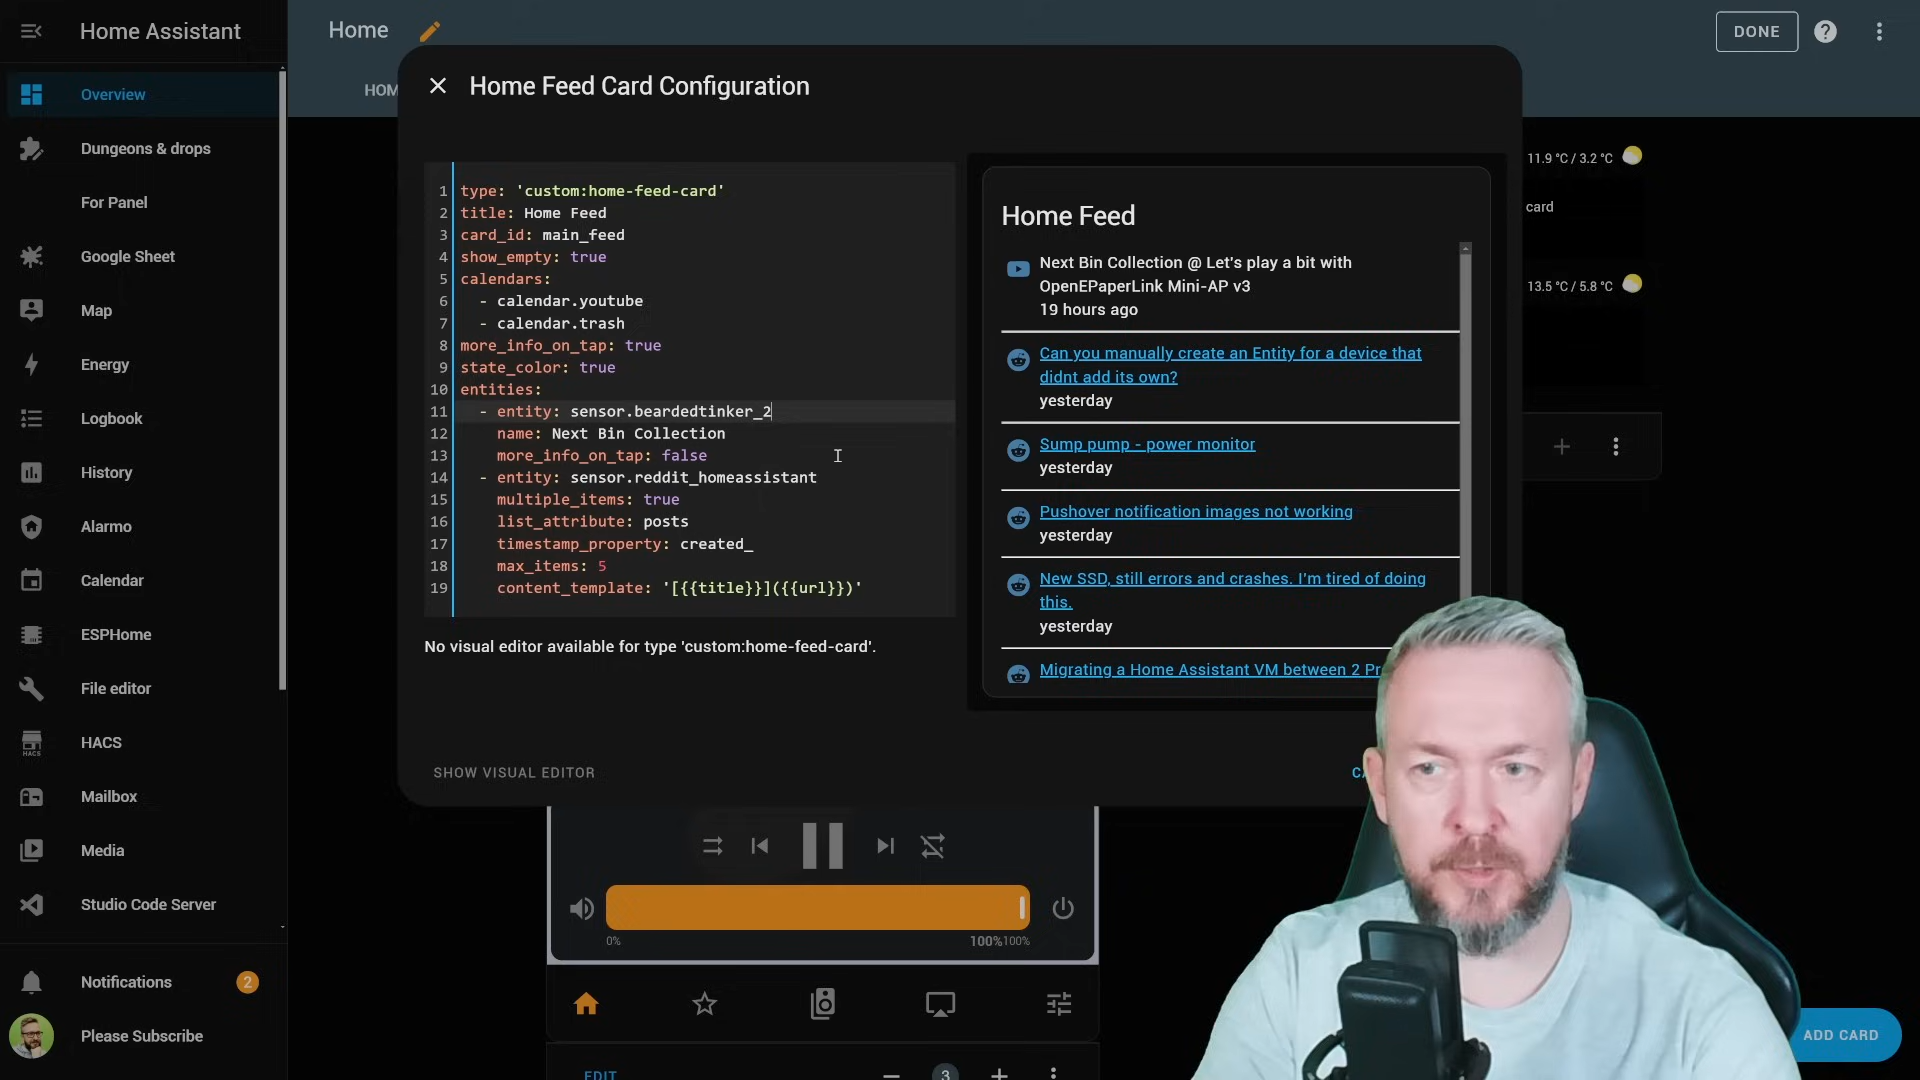 Home Assistant
Overview
Dungeons & drops
For Panel
Google Sheet
Map
Energy
Logbook
History
Alarmo
Calendar
ESPHome
File editor
HACS
HACS
Mailbox
Media
Studio Code Server
Notifications
2
Please Subscribe
Home
DONE
HOM
Home Feed Card Configuration
1 type: 'custom:home-feed-card'
2 title: Home Feed
3 card_id: main_feed
4 show_empty: true
5 calendars:
6 - calendar.youtube
7 - calendar.trash
8 more_info_on_tap: true
9 state_color: true
10 entities:
11 - entity: sensor.beardedtinker_2
12 name: Next Bin Collection
13 more_info_on_tap: false
14 - entity: sensor.reddit_homeassistant
15 multiple_items: true
16 list_attribute: posts
17 timestamp_property: created_
18 max_items: 5
19 content_template: '[{{title}}]({{url}})'
No visual editor available for type 'custom:home-feed-card'.
SHOW VISUAL EDITOR
Home Feed
Next Bin Collection @ Let's play a bit with
OpenEPaperLink Mini-AP v3
19 hours ago
Can you manually create an Entity for a device that
didnt add its own?
yesterday
Sump pump - power monitor
yesterday
Pushover notification images not working
yesterday
New SSD, still errors and crashes. I'm tired of doing
this.
yesterday
Migrating a Home Assistant VM between 2 Pr
CA
11.9 °C / 3.2 °C
card
13.5 °C / 5.8 °C
0%
100%100%
EDIT
3
ADD CARD